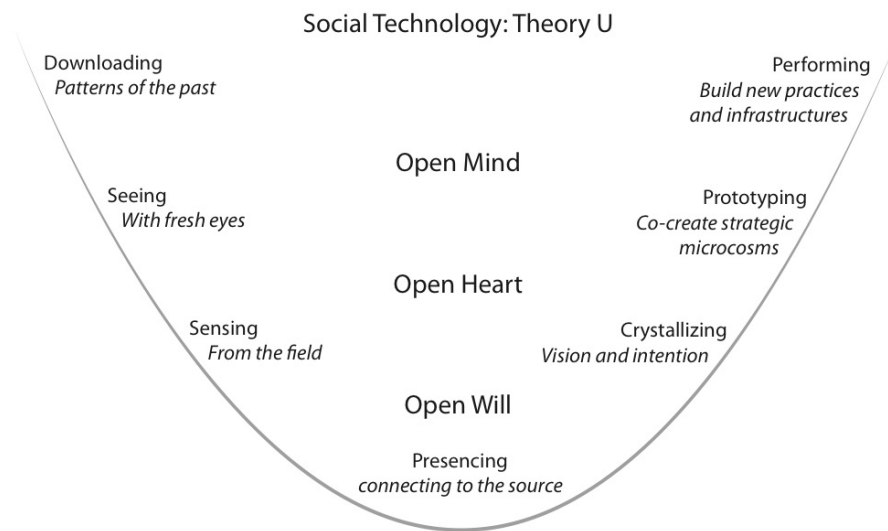 Social Technology: Theory U
Downloading
Patterns of the past
Performing
Build new practices
and infrastructures
Open Mind
Seeing
With fresh eyes
Prototyping
Co-create strategic
microcosms
Open Heart
Sensing
From the field
Crystallizing
Vision and intention
Open Will
Presencing
connecting to the source